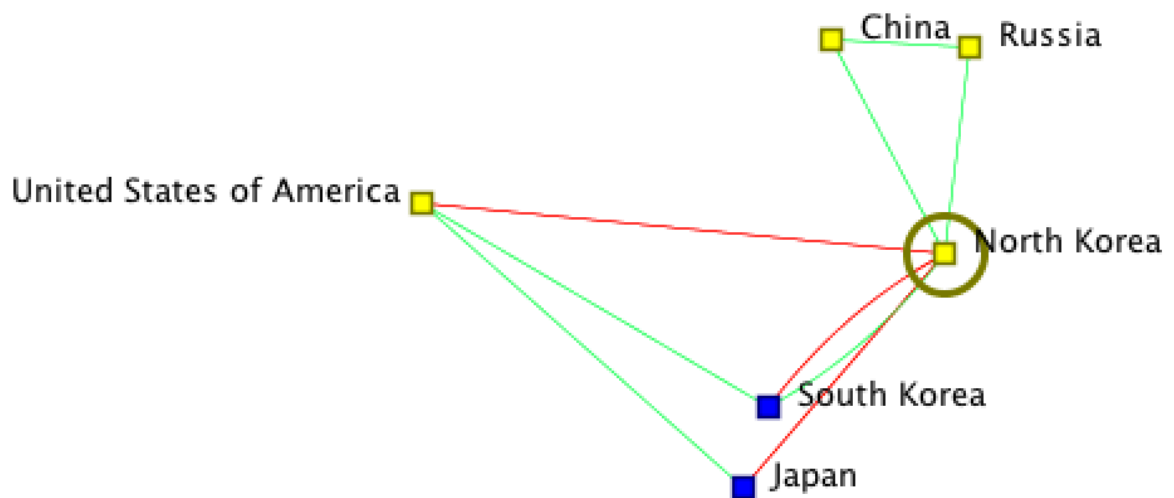 China
Russia
United States of America
North Korea
South Korea
Japan